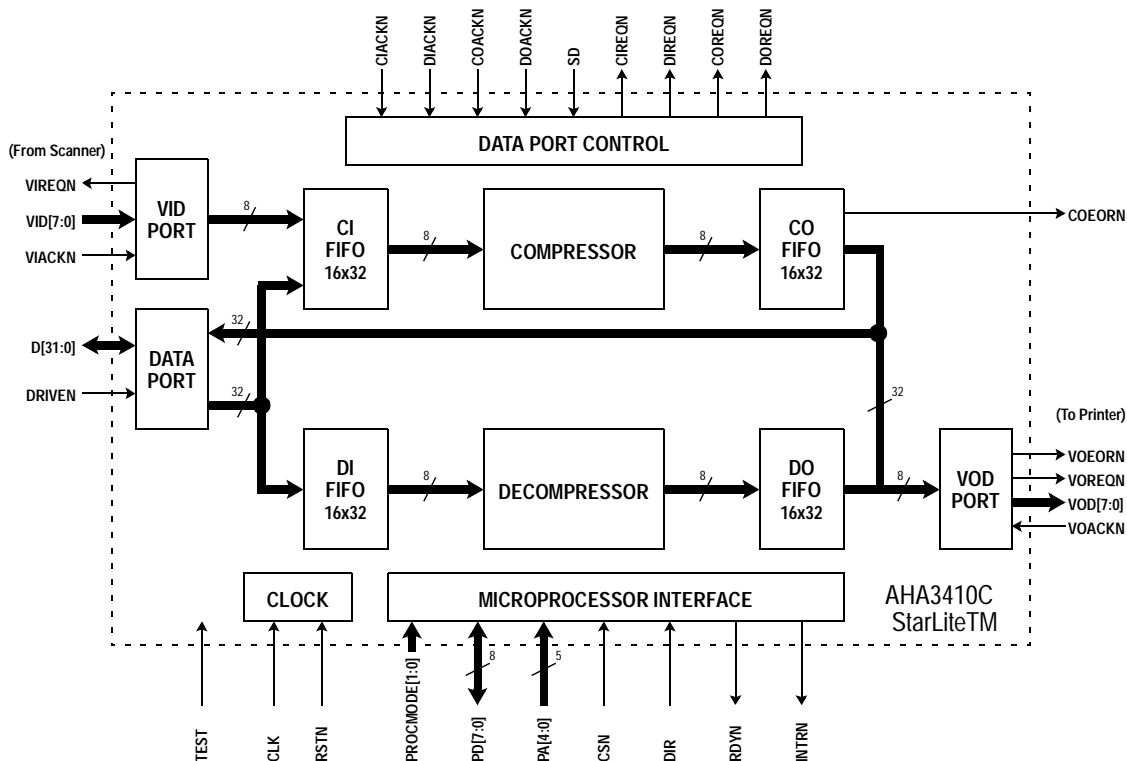 CIACKN
DIACKN
COACKN
DOACKN
SD
CIREQN
DIREQN
COREQN
DOREQN
DATA PORT CONTROL
(From Scanner)
VIREQN
VID[7:0]
VIACKN
VID
PORT
8
CI
FIFO
16x32
8
COMPRESSOR
8
CO
FIFO
16x32
COEORN
D[31:0]
DRIVEN
DATA
PORT
32
32
32
DI
FIFO
16x32
8
DECOMPRESSOR
8
DO
FIFO
16x32
8
VOD
PORT
(To Printer)
VOEORN
VOREQN
VOD[7:0]
VOACKN
CLOCK
MICROPROCESSOR INTERFACE
AHA3410C
StarLiteTM
TEST
CLK
RSTN
PROCMODE[1:0]
PD[7:0]
8
PA[4:0]
5
CSN
DIR
RDYN
INTRN